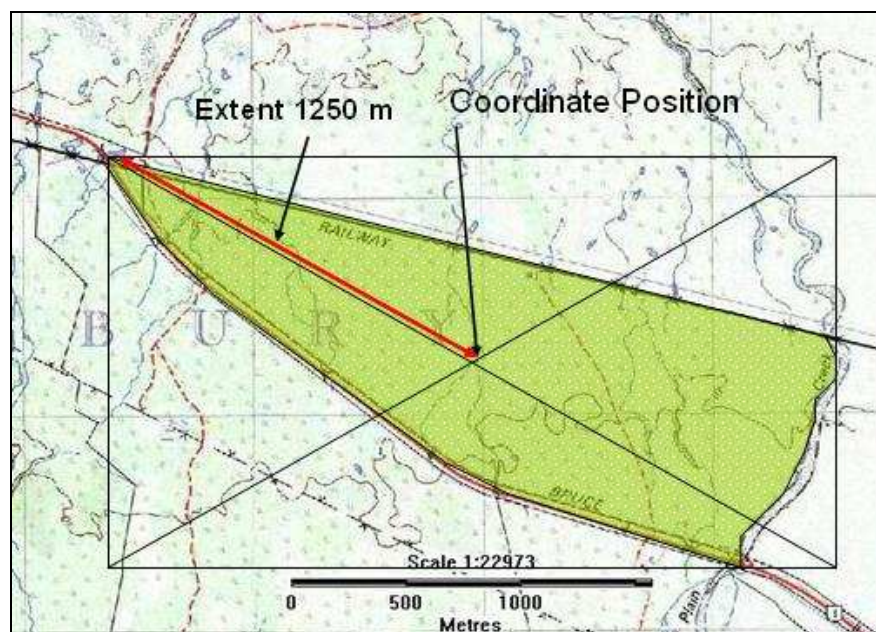 Extent 1250 m
Coordinate Position
RAILWAY
B U R Y
Creek
BRUCE
Scale 1:22973
0 500 1000
Metres
Plain